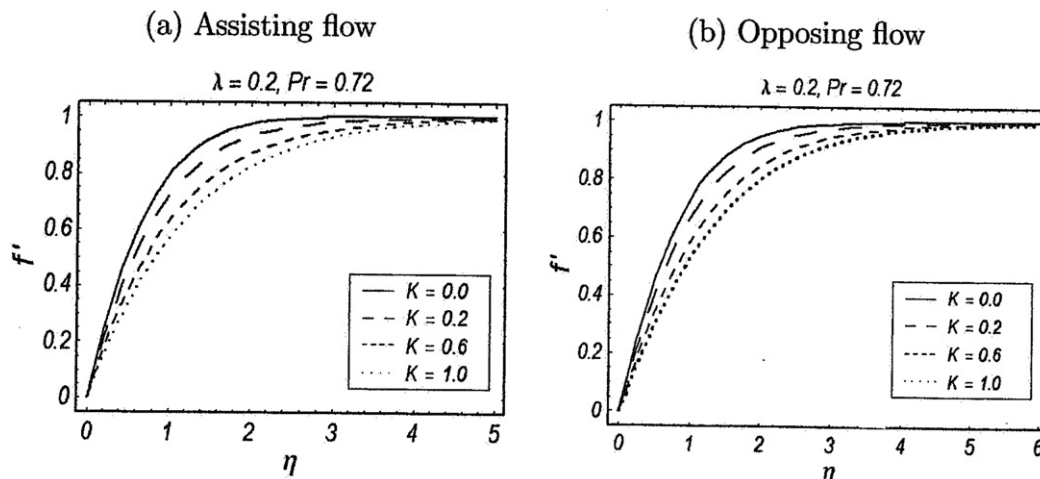 (a) Assisting flow
λ = 0.2, Pr = 0.72
1
0.8
0.6
0.4
0.2
0
f'
K = 0.0
K = 0.2
K = 0.6
K = 1.0
0 1 2 3 4 5
η
(b) Opposing flow
λ = 0.2, Pr = 0.72
1
0.8
0.6
0.4
0.2
0
f'
K = 0.0
K = 0.2
K = 0.6
K = 1.0
0 1 2 3 4 5 6
η